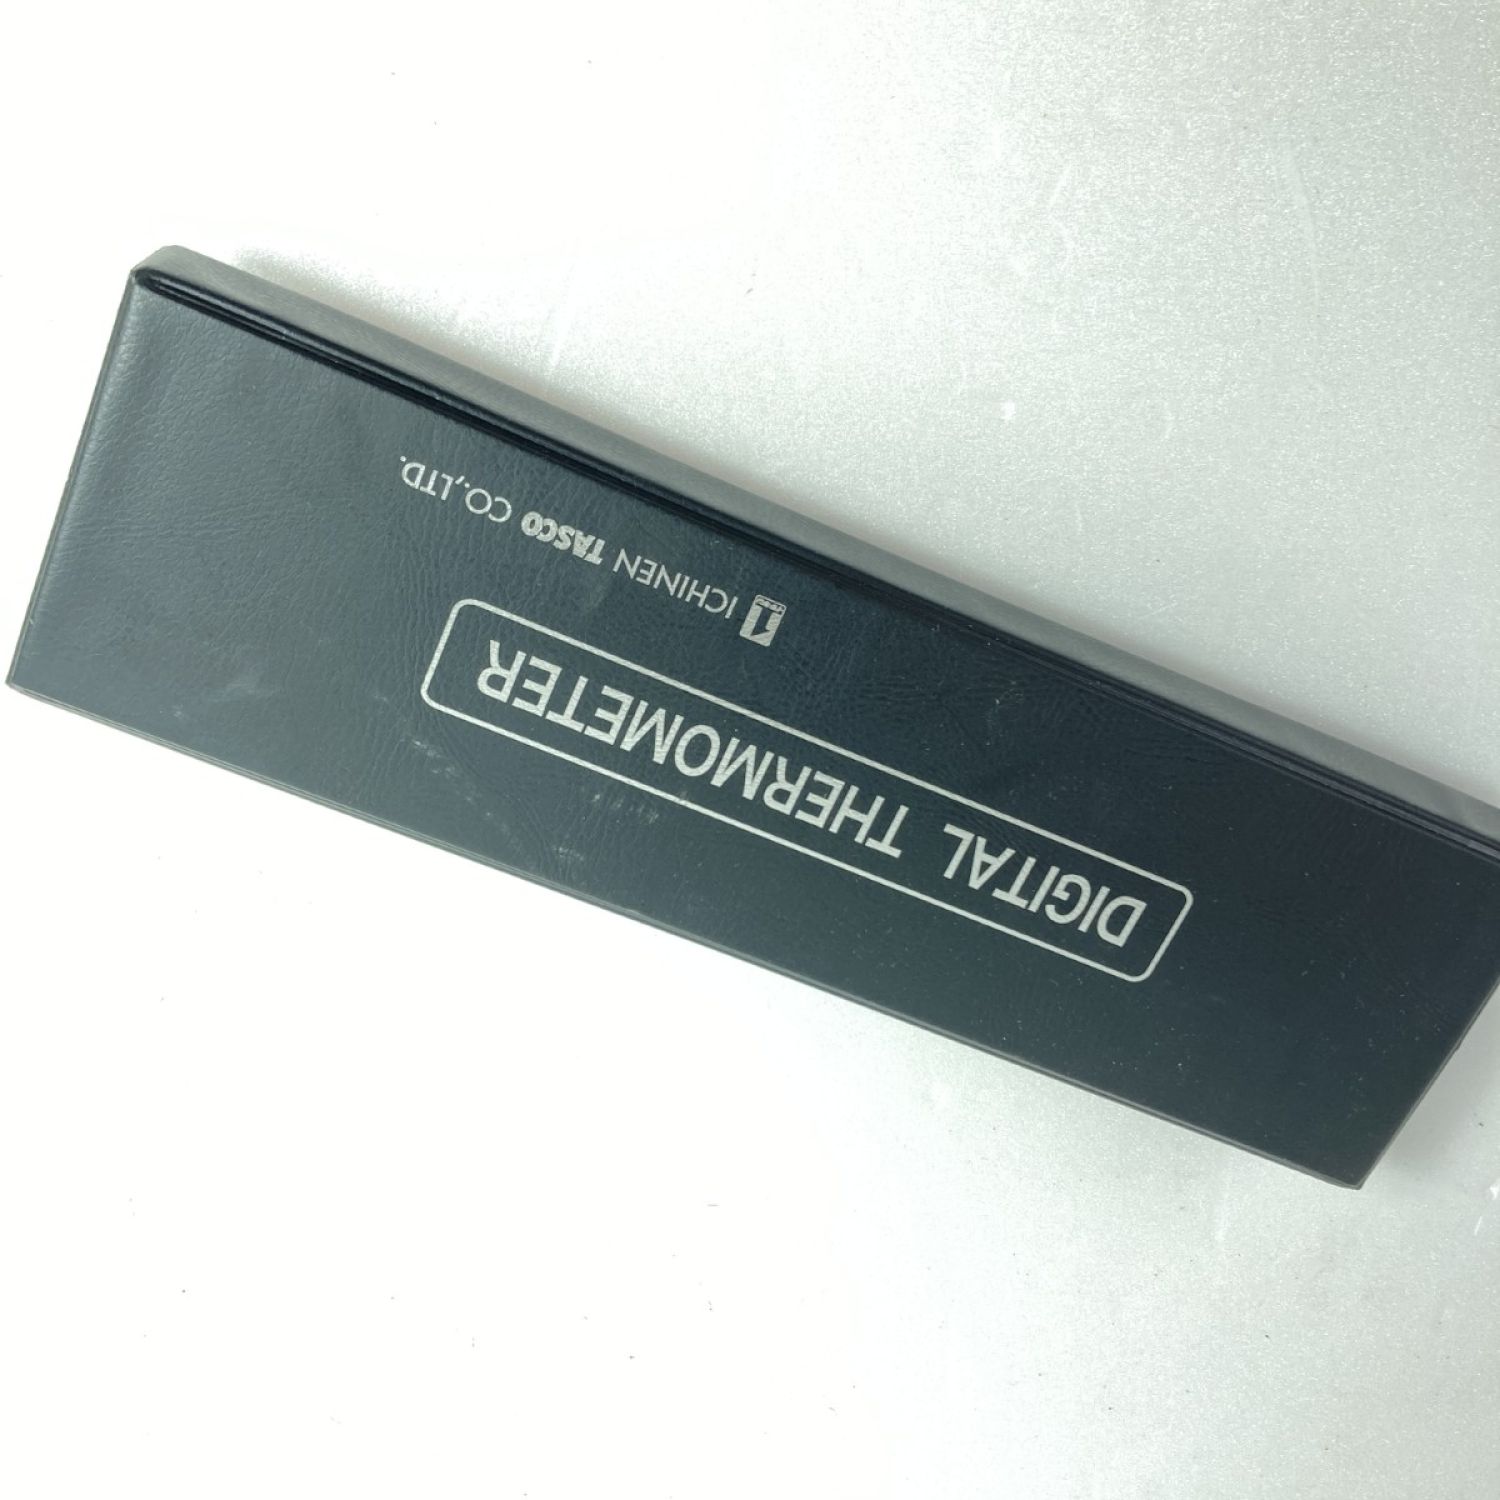 DIGITAL THERMOMETER
ICHINEN TASCO CO.,LTD.